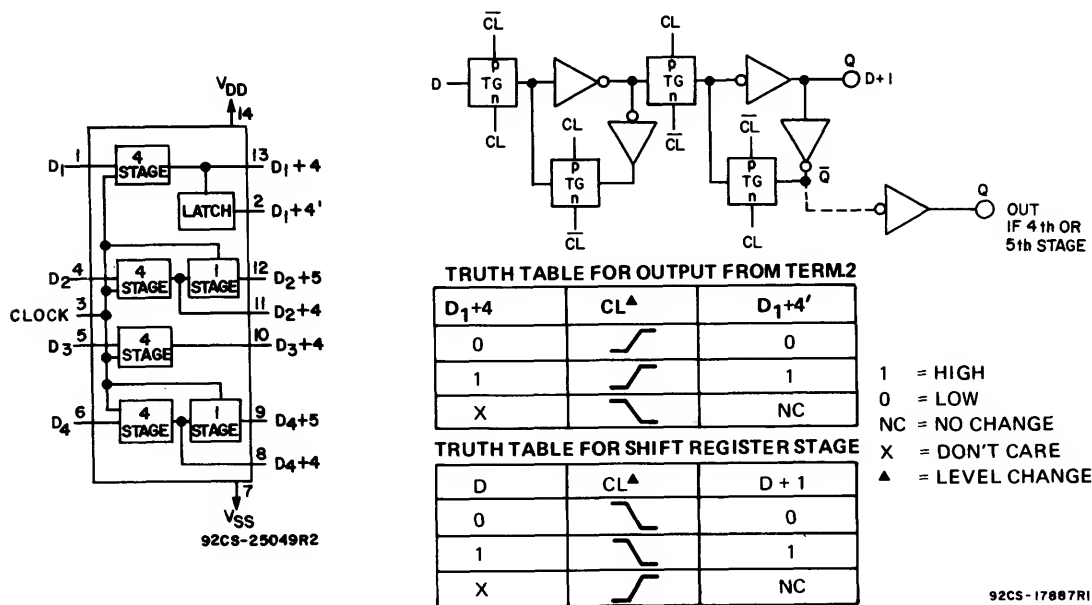 VDD
14
D1 1 4 STAGE 13 D1+4
LATCH 2 D1+4'
D2 4 4 STAGE 1 STAGE 12 D2+5
11 D2+4
CLOCK 3
D3 5 4 STAGE 10 D3+4
D4 6 4 STAGE 1 STAGE 9 D4+5
8 D4+4
7
VSS
92CS-25049R2
C̅L̅ CL
D p TG n p TG n Q D+1
CL C̅L̅
CL C̅L̅
p TG n p TG n Q̅
C̅L̅ CL
Q
OUT
IF 4th OR
5th STAGE
TRUTH TABLE FOR OUTPUT FROM TERM.2
D1+4 CL▲ D1+4'
0 0
1 1
X NC
TRUTH TABLE FOR SHIFT REGISTER STAGE
D CL▲ D + 1
0 0
1 1
X NC
1 = HIGH
0 = LOW
NC = NO CHANGE
X = DON'T CARE
▲ = LEVEL CHANGE
92CS-17887R1